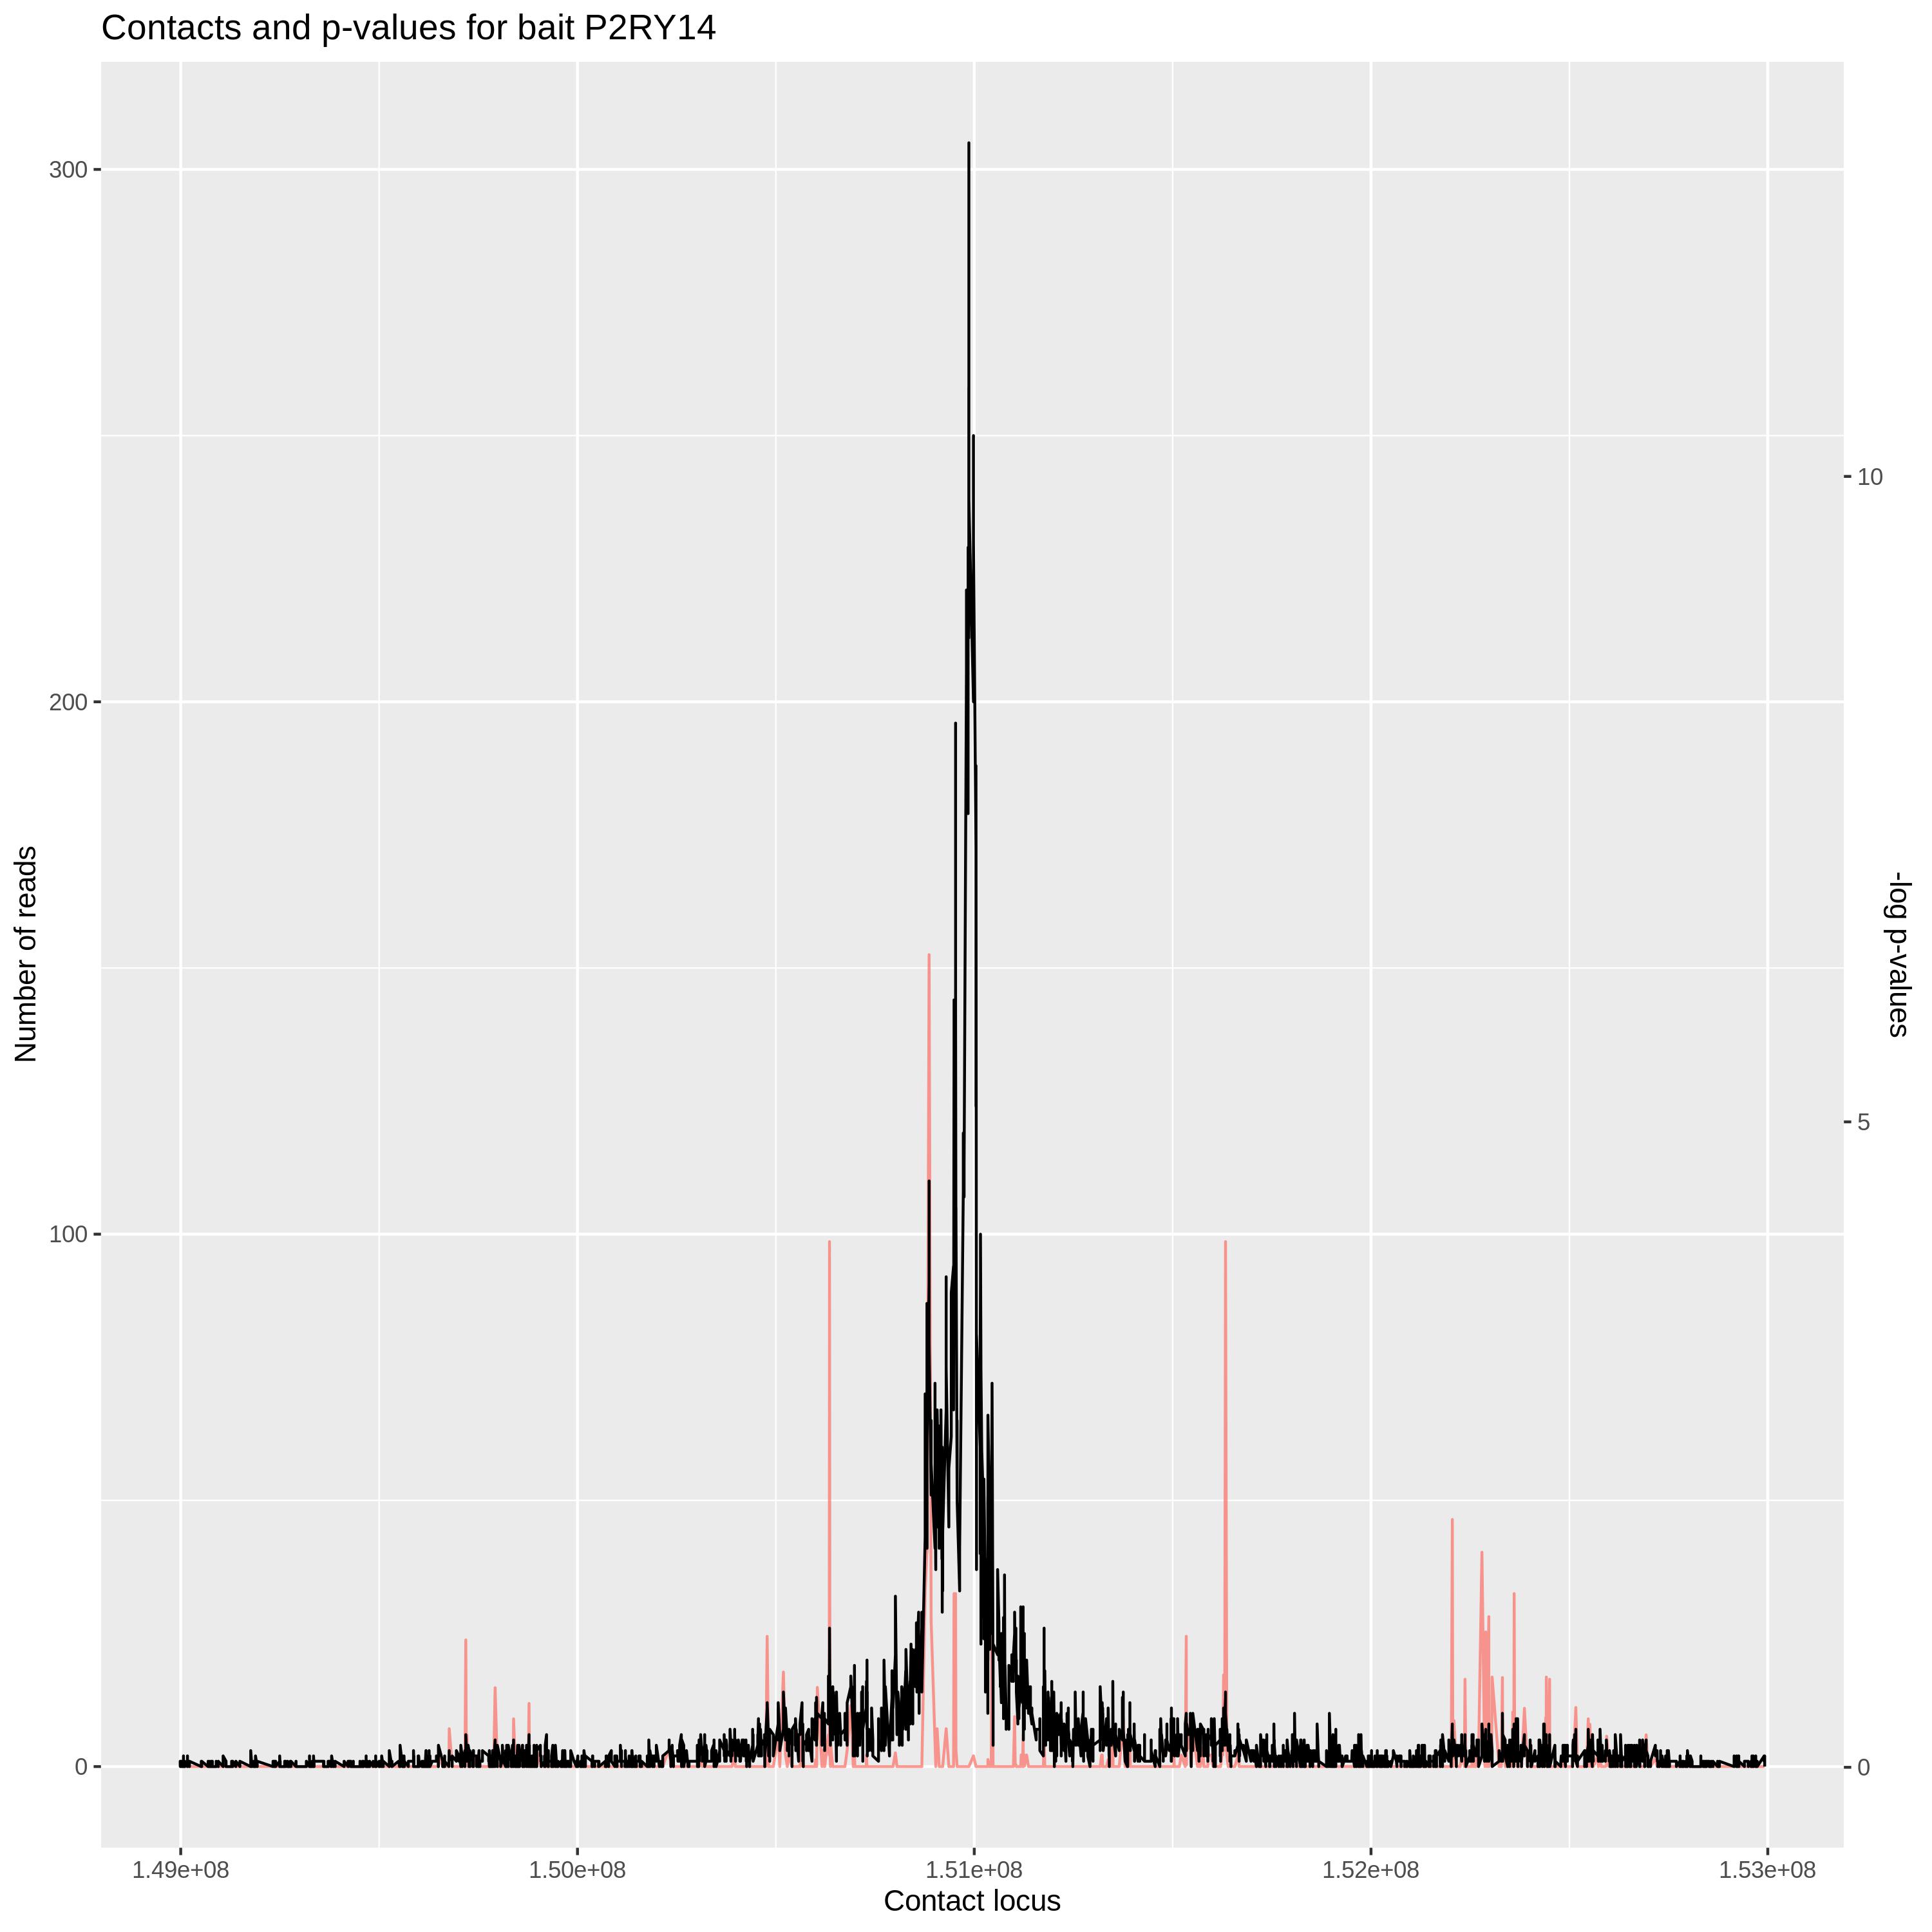 Contacts and p-values for bait P2RY14
300
200
100
0
10
5
0
Number of reads
-log p-values
1.49e+08 1.50e+08 1.51e+08 1.52e+08 1.53e+08
Contact locus